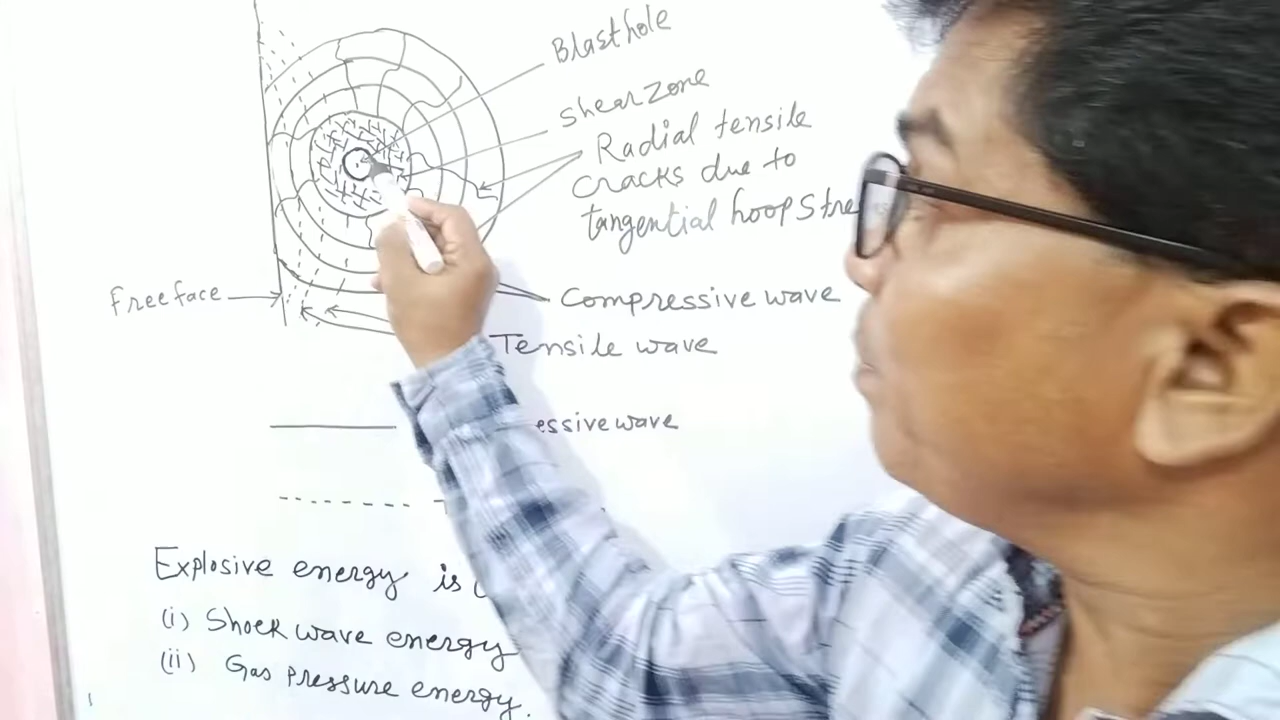 Blasthole
Shear Zone
Radial tensile
cracks due to
tangential hoop Stre
Free face
Compressive wave
Tensile wave
essive wave
Explosive energy is
(i) Shock wave energy
(ii) Gas pressure energy.